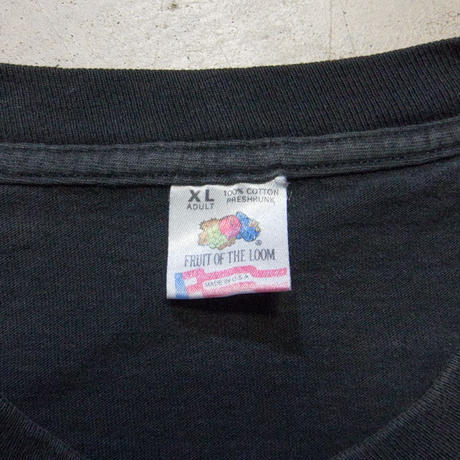 XL 100% COTTON
ADULT PRESHRUNK
®
FRUIT OF THE LOOM
MADE IN U.S.A.